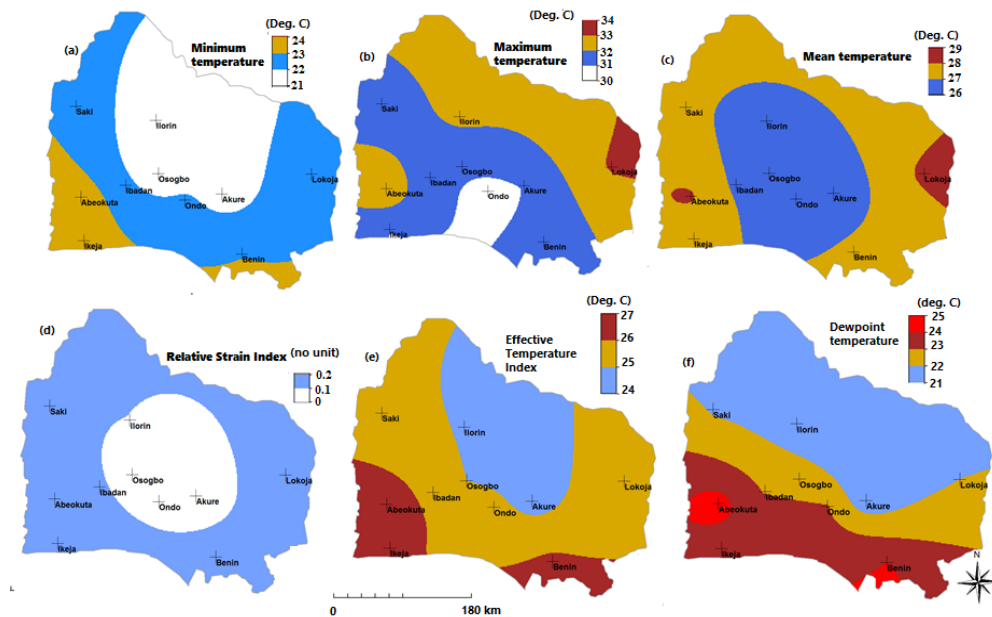 (a)
Minimum
temperature
(Deg. C)
24
23
22
21
Saki
Ilorin
Osogbo
Ibadan
Ondo
Akure
Lokoja
Abeokuta
Ikeja
Benin
(b)
Maximum
temperature
(Deg. C)
34
33
32
31
30
Saki
Ilorin
Osogbo
Ibadan
Akure
Ondo
Lokoja
Abeokuta
Ikeja
Benin
(c)
Mean temperature
(Deg. C)
29
28
27
26
Saki
Ilorin
Osogbo
Ibadan
Akure
Ondo
Lokoja
Abeokuta
Ikeja
Benin
(d)
Relative Strain Index
(no unit)
0.2
0.1
0
Saki
Ilorin
Osogbo
Ibadan
Akure
Ondo
Lokoja
Abeokuta
Ikeja
Benin
(e)
Effective
Temperature
Index
(Deg. C)
27
26
25
24
Saki
Ilorin
Osogbo
Ibadan
Ondo
Akure
Lokoja
Abeokuta
Ikeja
Benin
(f)
Dewpoint
temperature
(deg. C)
25
24
23
22
21
Saki
Ilorin
Osogbo
Ibadan
Ondo
Akure
Lokoja
Abeokuta
Ikeja
Benin
N
0 180 km